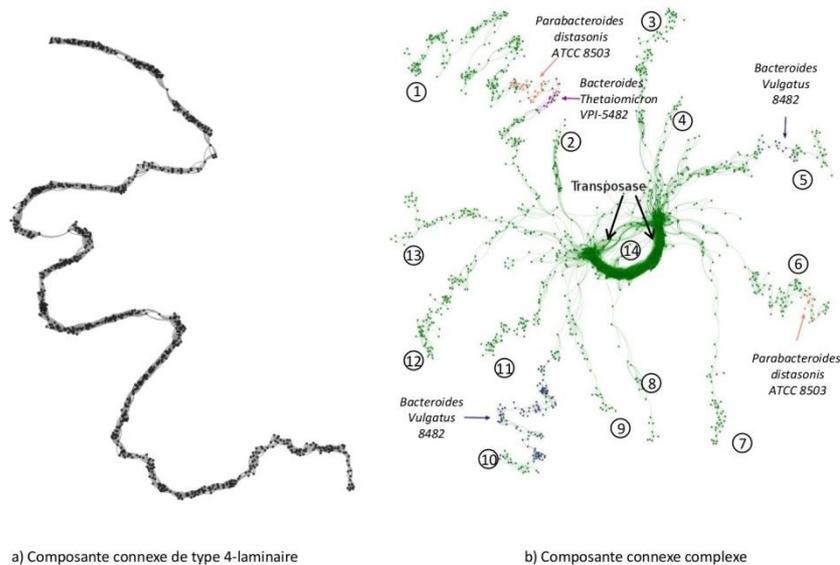 Parabacteroides
distasonis
ATCC 8503
3
Bacteroides
Vulgatus
8482
1
Bacteroides
Thetaiomicron
VPI-5482
2
4
5
Transposase
14
13
6
12
11
8
Parabacteroides
distasonis
ATCC 8503
Bacteroides
Vulgatus
8482
9
7
10
a) Composante connexe de type 4-laminaire
b) Composante connexe complexe